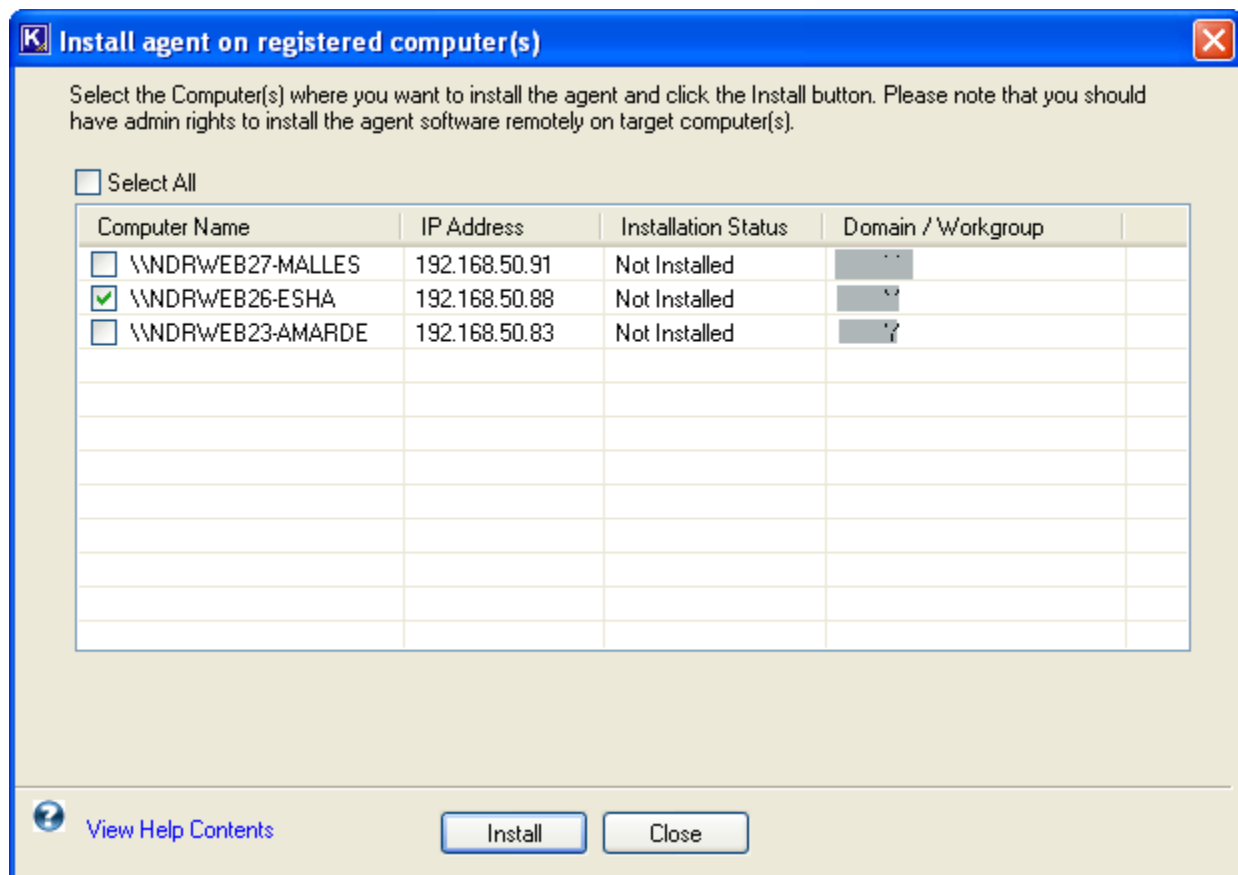 K Install agent on registered computer(s)
Select the Computer(s) where you want to install the agent and click the Install button. Please note that you should
have admin rights to install the agent software remotely on target computer(s).
Select All
Computer Name IP Address Installation Status Domain / Workgroup
\\NDRWEB27-MALLES 192.168.50.91 Not Installed
\\NDRWEB26-ESHA 192.168.50.88 Not Installed
\\NDRWEB23-AMARDE 192.168.50.83 Not Installed
? View Help Contents Install Close